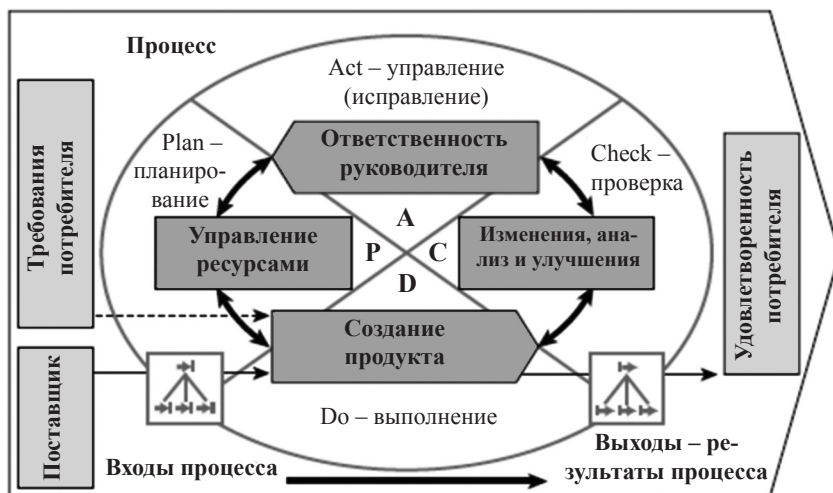 Процесс
Act – управление
(исправление)
Требования
потребителя
Plan –
планиро-
вание
Ответственность
руководителя
Check –
проверка
Удовлетворенность
потребителя
Управление
ресурсами
A
P
C
D
Изменения, ана-
лиз и улучшения
Создание
продукта
Поставщик
Do – выполнение
Входы процесса
Выходы – ре-
зультаты процесса